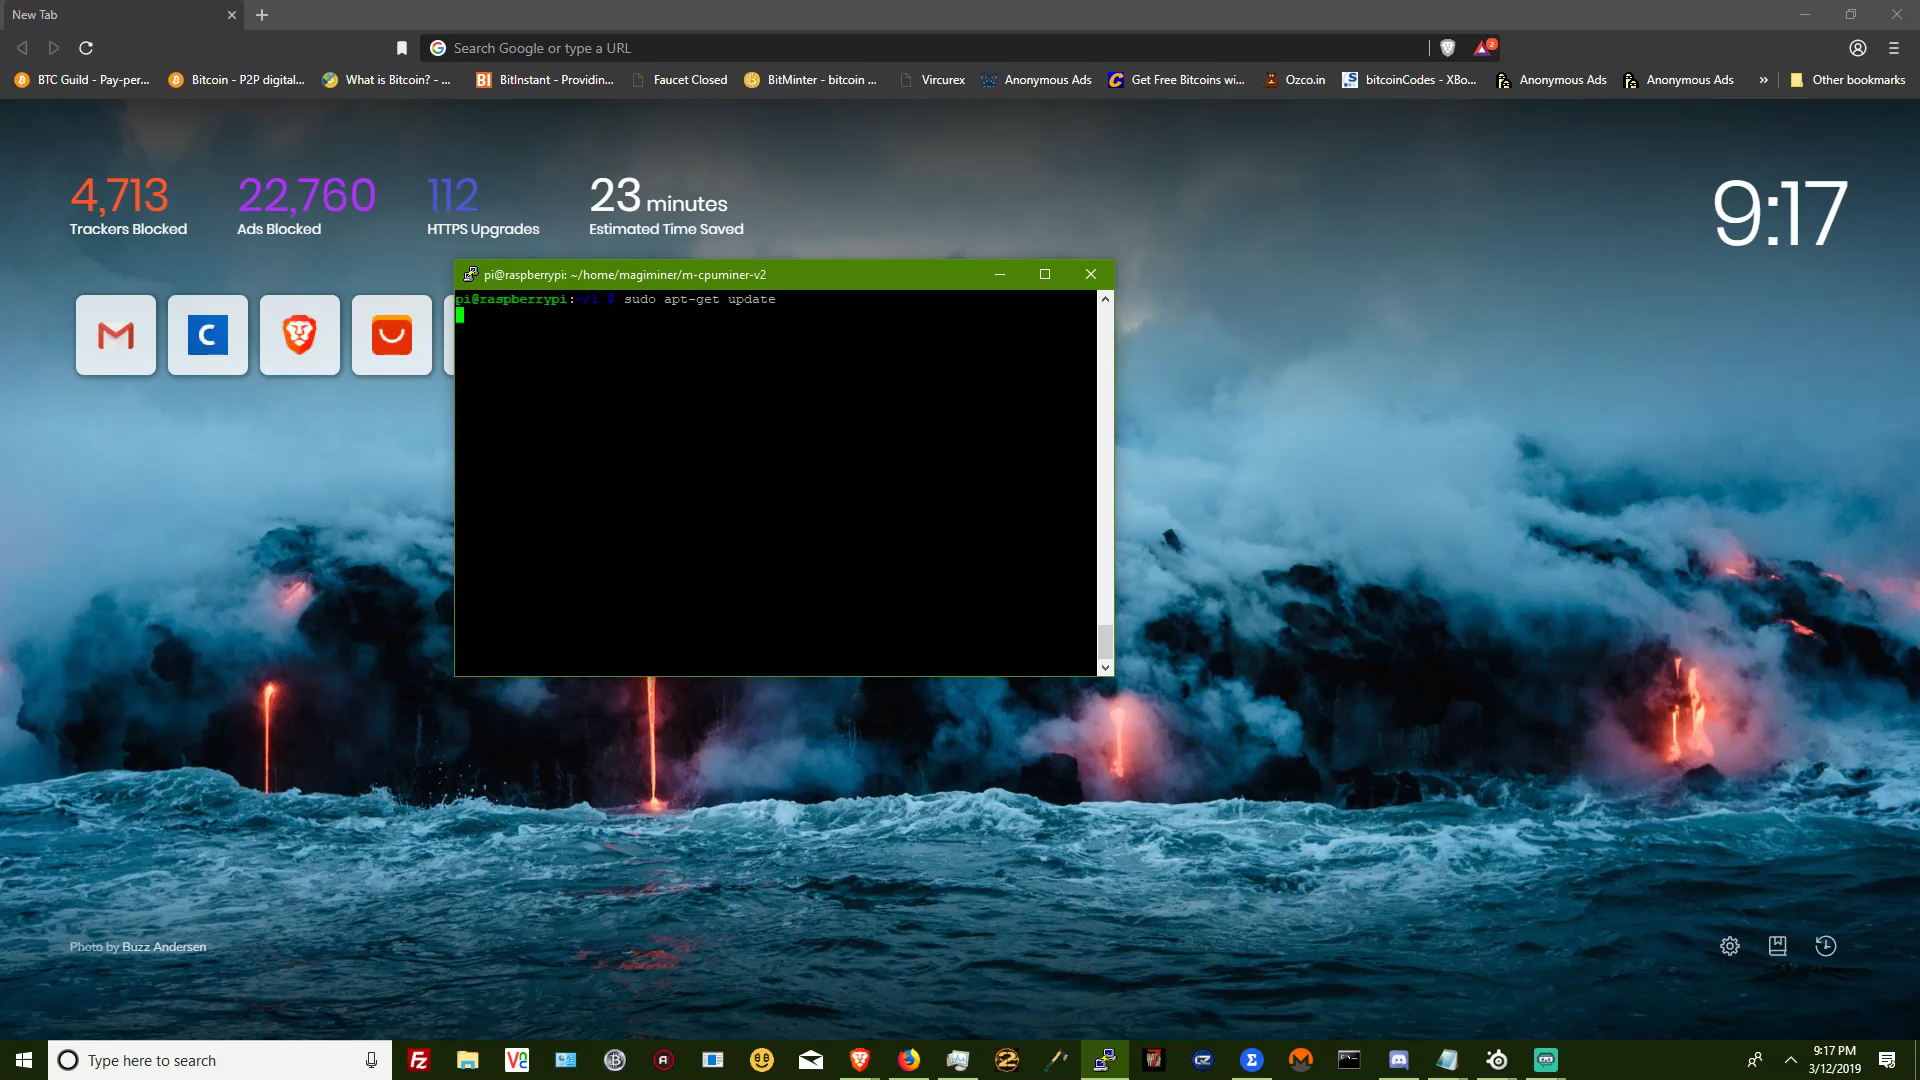 New Tab
Search Google or type a URL
2
BTC Guild - Pay-per...
Bitcoin - P2P digital...
What is Bitcoin? - ...
BitInstant - Providin...
Faucet Closed
BitMinter - bitcoin ...
Vircurex
Anonymous Ads
Get Free Bitcoins wi...
Ozco.in
bitcoinCodes - XBo...
Anonymous Ads
Anonymous Ads
»
Other bookmarks
4,713
Trackers Blocked
22,760
Ads Blocked
112
HTTPS Upgrades
23 minutes
Estimated Time Saved
9:17
pi@raspberrypi: ~/home/magiminer/m-cpuminer-v2
pi@raspberrypi:~/1 $ sudo apt-get update
Photo by Buzz Andersen
Type here to search
9:17 PM
3/12/2019